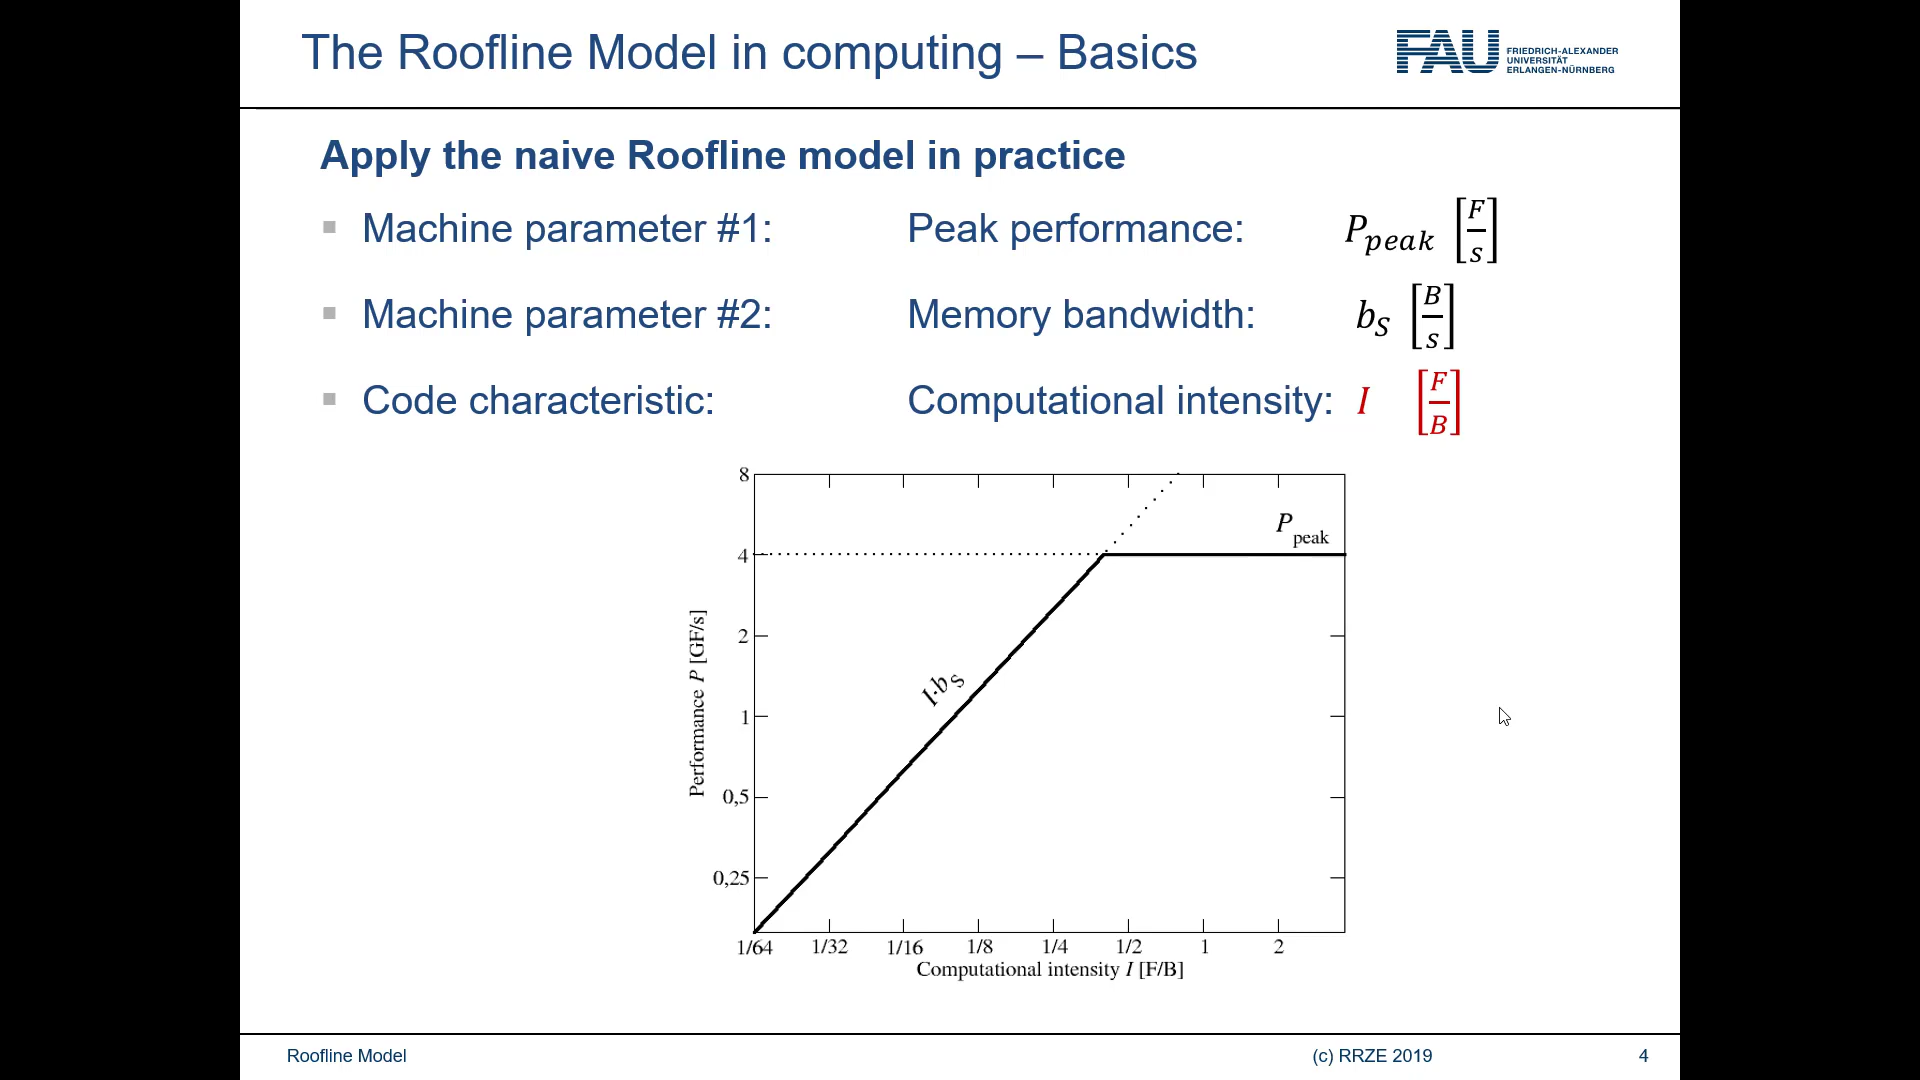 The Roofline Model in computing – Basics
FAU FRIEDRICH-ALEXANDER
UNIVERSITÄT
ERLANGEN-NÜRNBERG
Apply the naive Roofline model in practice
Machine parameter #1: Peak performance: P_peak [F/s]
Machine parameter #2: Memory bandwidth: b_S [B/s]
Code characteristic: Computational intensity: I [F/B]
8
P_peak
4
2
I·b_S
1
0,5
0,25
Performance P [GF/s]
1/64 1/32 1/16 1/8 1/4 1/2 1 2
Computational intensity I [F/B]
Roofline Model (c) RRZE 2019 4